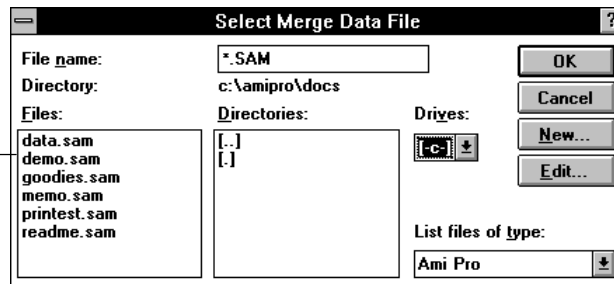 Select Merge Data File
?
File name:
*.SAM
OK
Directory:
c:\amipro\docs
Cancel
Files:
Directories:
Drives:
New...
data.sam
demo.sam
goodies.sam
memo.sam
printest.sam
readme.sam
[..]
[.]
[-c-]
Edit...
List files of type:
Ami Pro